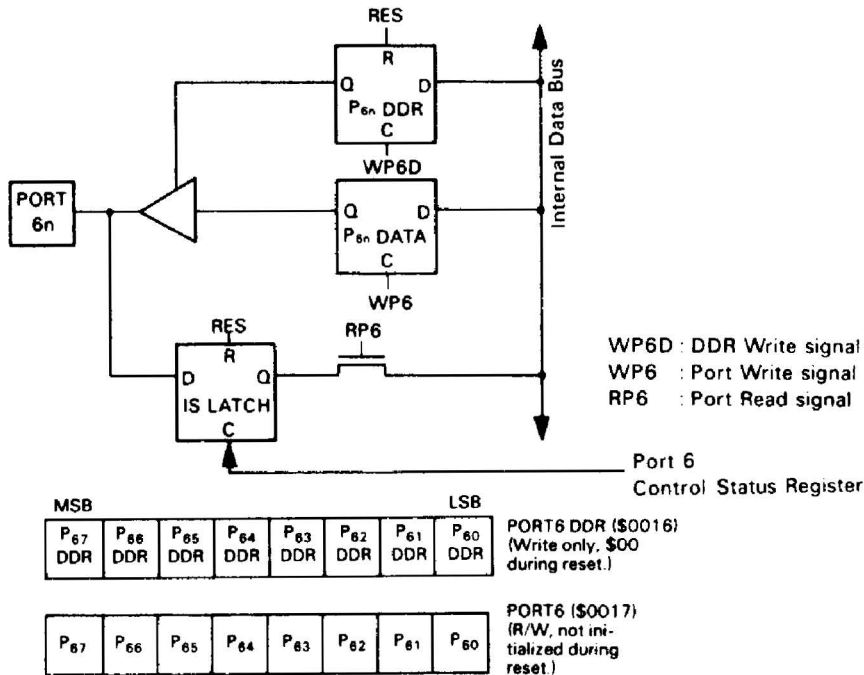 RES
R
Q D
P6n DDR
C
WP6D
Internal Data Bus
PORT
6n
Q D
P6n DATA
C
WP6
RES
R
RP6
D Q
IS LATCH
C
WP6D : DDR Write signal
WP6 : Port Write signal
RP6 : Port Read signal
Port 6
Control Status Register
MSB LSB
P67 DDR P66 DDR P65 DDR P64 DDR P63 DDR P62 DDR P61 DDR P60 DDR
PORT6 DDR ($0016)
(Write only, $00
during reset.)
P67 P66 P65 P64 P63 P62 P61 P60
PORT6 ($0017)
(R/W, not ini-
tialized during
reset.)